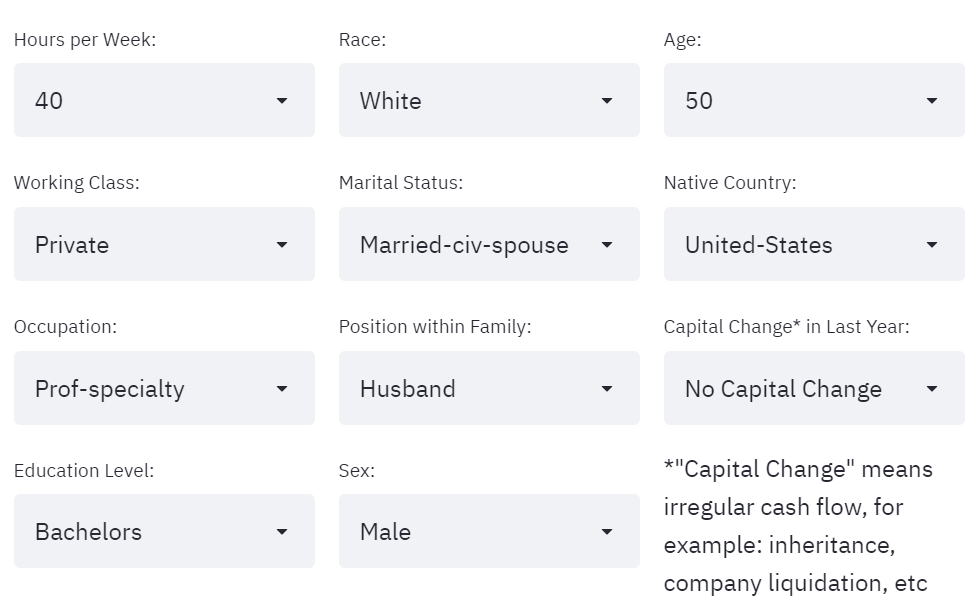 Hours per Week:
Race:
Age:
40
White
50
Working Class:
Marital Status:
Native Country:
Private
Married-civ-spouse
United-States
Occupation:
Position within Family:
Capital Change* in Last Year:
Prof-specialty
Husband
No Capital Change
Education Level:
Sex:
Bachelors
Male
*"Capital Change" means
irregular cash flow, for
example: inheritance,
company liquidation, etc